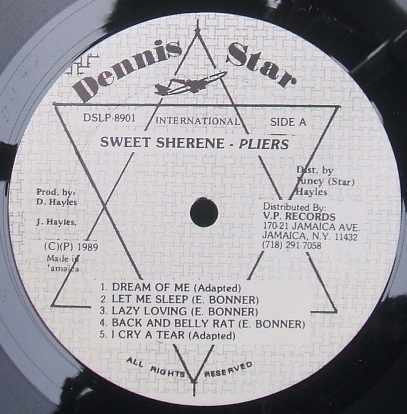 Dennis Star
DSLP-8901 INTERNATIONAL SIDE A
SWEET SHERENE - PLIERS
Prod. by-
D. Hayles
J. Hayles,
(C)(P) 1989
Made in
Jamaica
Dist. by
Juney (Star)
Hayles
Distributed By:
V.P. RECORDS
170-21 JAMAICA AVE.
JAMAICA, N.Y. 11432
(718) 291-7058
1. DREAM OF ME (Adapted)
2. LET ME SLEEP (E. BONNER)
3. LAZY LOVING (E. BONNER)
4. BACK AND BELLY RAT (E. BONNER)
5. I CRY A TEAR (Adapted)
ALL RIGHTS RESERVED